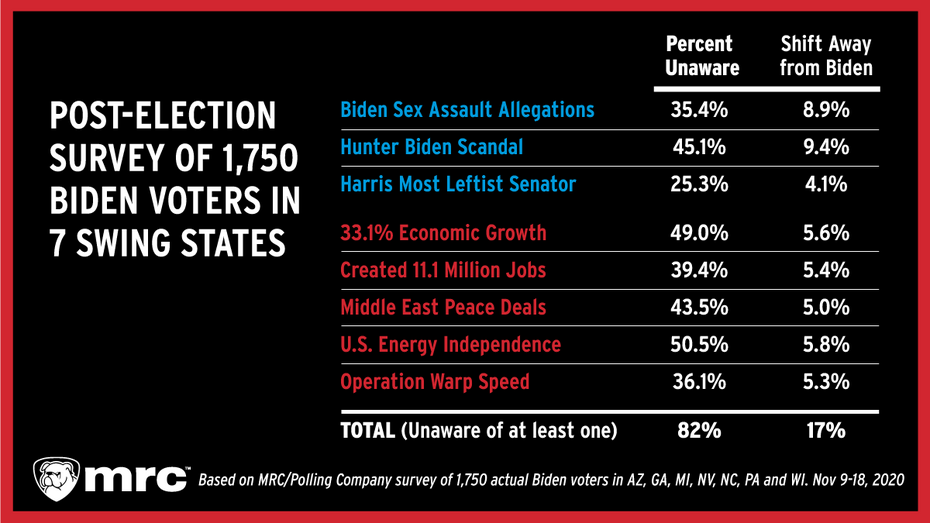 POST-ELECTION
SURVEY OF 1,750
BIDEN VOTERS IN
7 SWING STATES
Percent Unaware Shift Away from Biden
Biden Sex Assault Allegations 35.4% 8.9%
Hunter Biden Scandal 45.1% 9.4%
Harris Most Leftist Senator 25.3% 4.1%
33.1% Economic Growth 49.0% 5.6%
Created 11.1 Million Jobs 39.4% 5.4%
Middle East Peace Deals 43.5% 5.0%
U.S. Energy Independence 50.5% 5.8%
Operation Warp Speed 36.1% 5.3%
TOTAL (Unaware of at least one) 82% 17%
mrc™ Based on MRC/Polling Company survey of 1,750 actual Biden voters in AZ, GA, MI, NV, NC, PA and WI. Nov 9-18, 2020